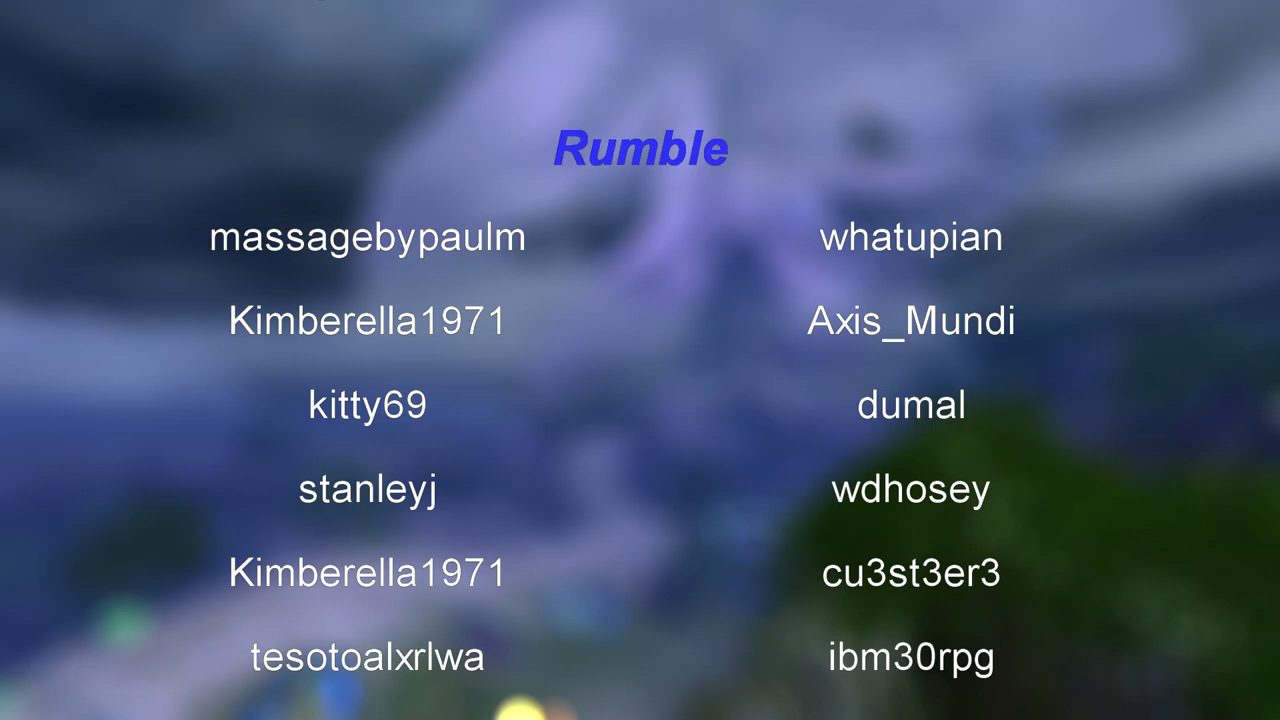 Rumble
massagebypaulm whatupian
Kimberella1971 Axis_Mundi
kitty69 dumal
stanleyj wdhosey
Kimberella1971 cu3st3er3
tesotoalxrlwa ibm30rpg